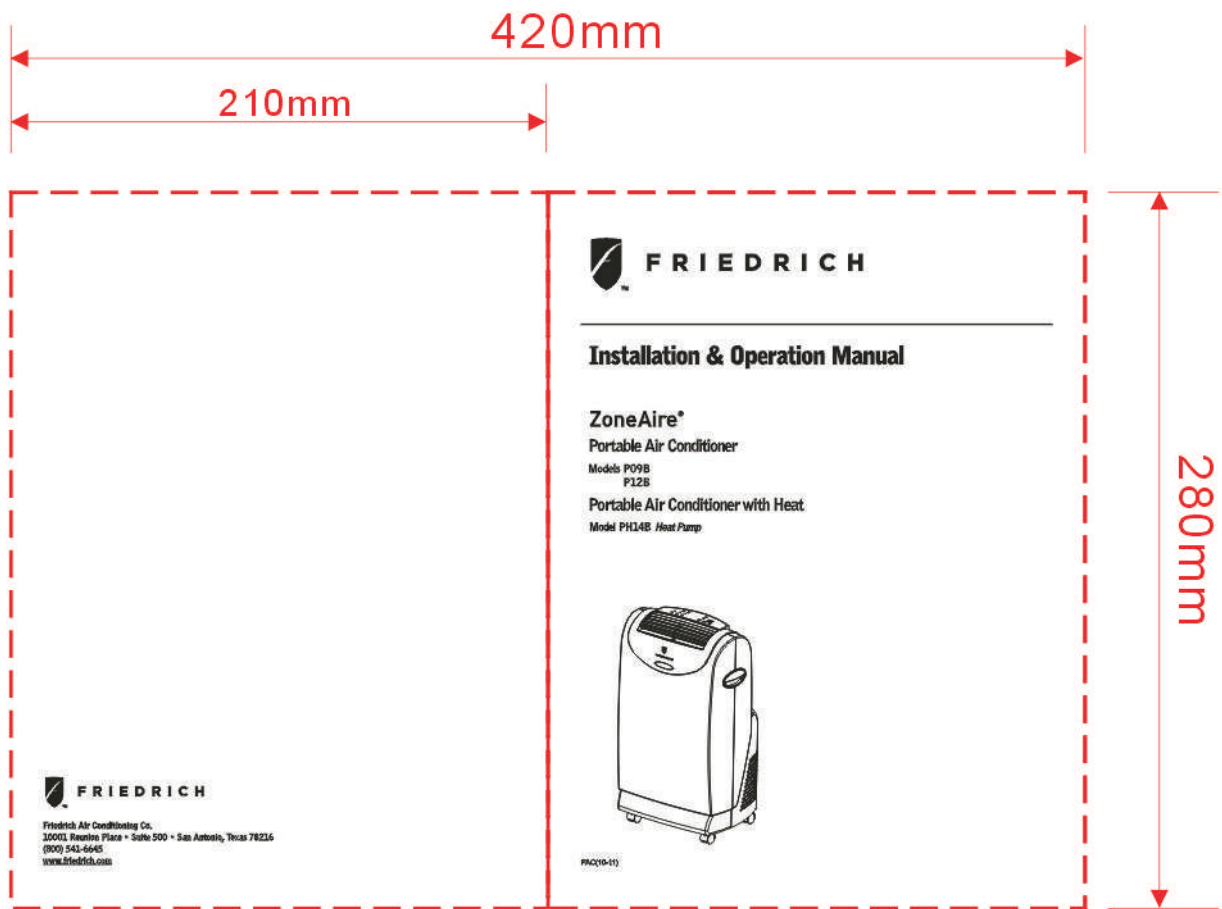 420mm
210mm
280mm
FRIEDRICH
TM
Installation & Operation Manual
ZoneAire®
Portable Air Conditioner
Models P09B
P12B
Portable Air Conditioner with Heat
Model PH14B Heat Pump
PAC(10-11)
FRIEDRICH
Friedrich Air Conditioning Co.
10001 Reunion Place • Suite 500 • San Antonio, Texas 78216
(800) 541-6645
www.friedrich.com